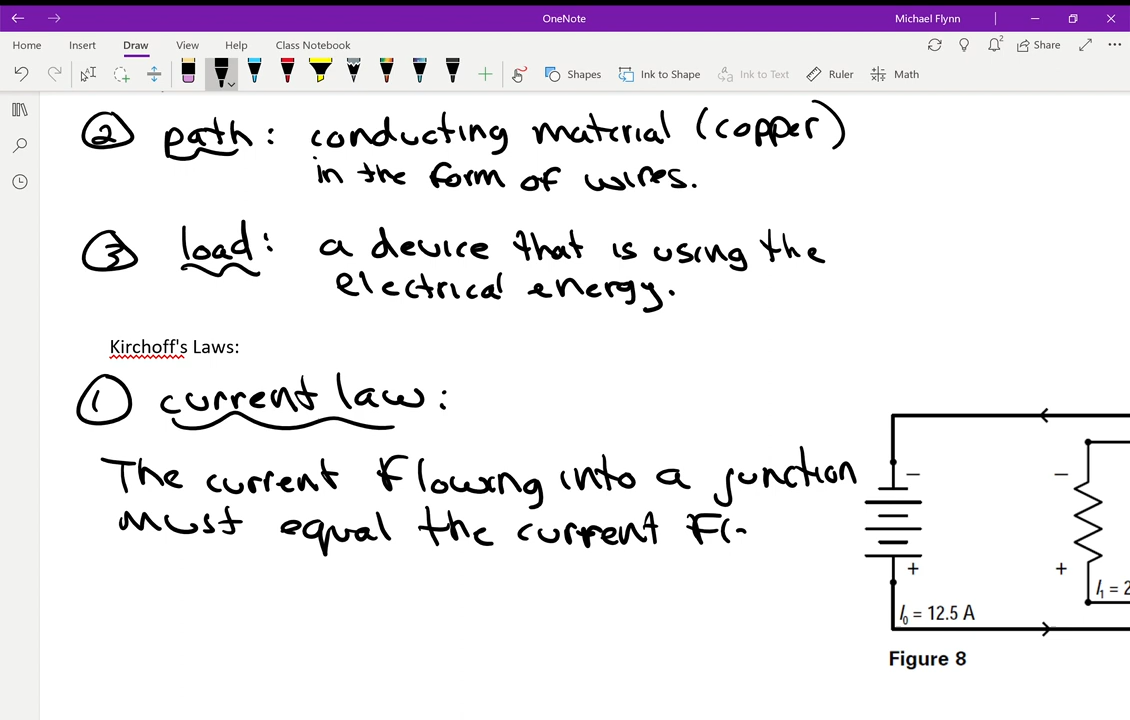 OneNote
Michael Flynn
Home Insert Draw View Help Class Notebook
2 Share
Shapes Ink to Shape Ink to Text Ruler Math
② path: conducting material (copper)
in the form of wires.
③ load: a device that is using the
electrical energy.
Kirchoff's Laws:
① current law:
The current flowing into a junction
must equal the current
− −
+ +
I₁ = 2
I₀ = 12.5 A
Figure 8